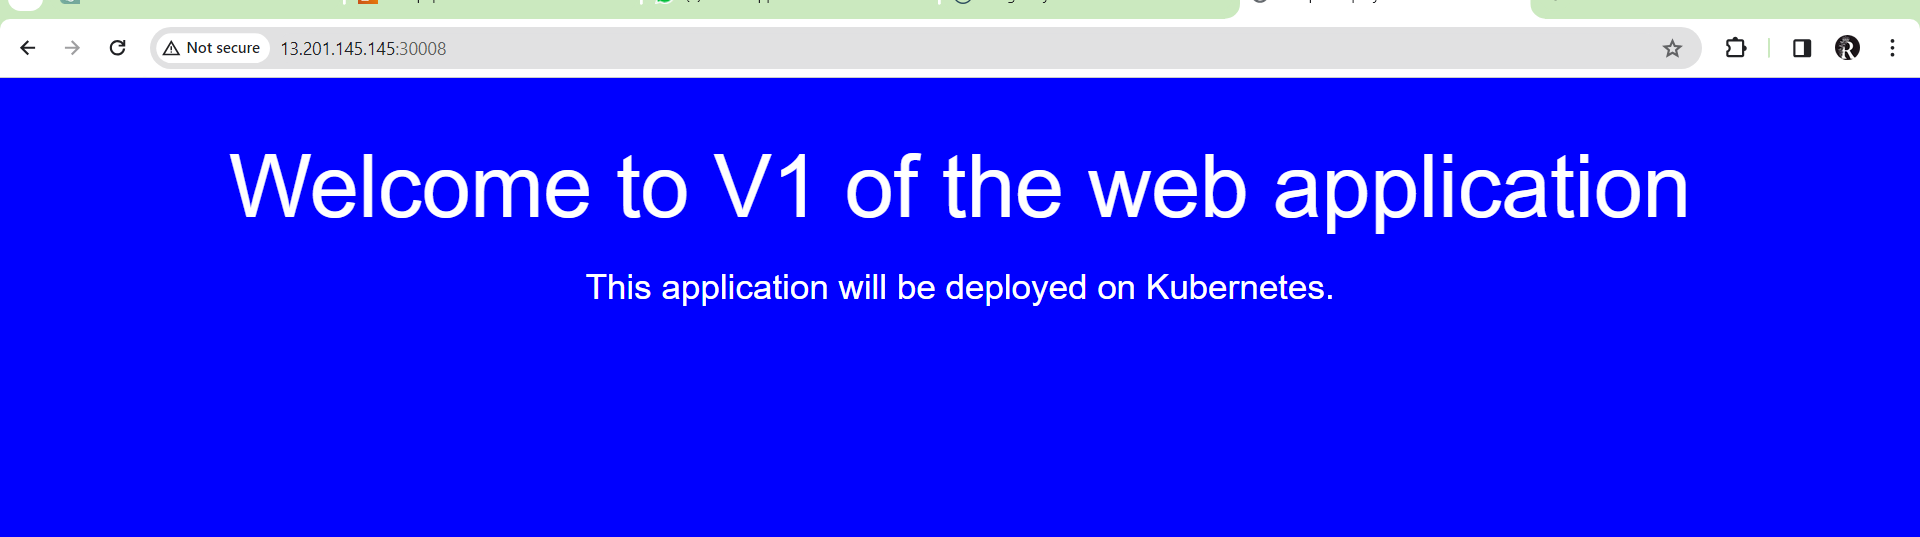 Not secure
13.201.145.145:30008
Welcome to V1 of the web application
This application will be deployed on Kubernetes.